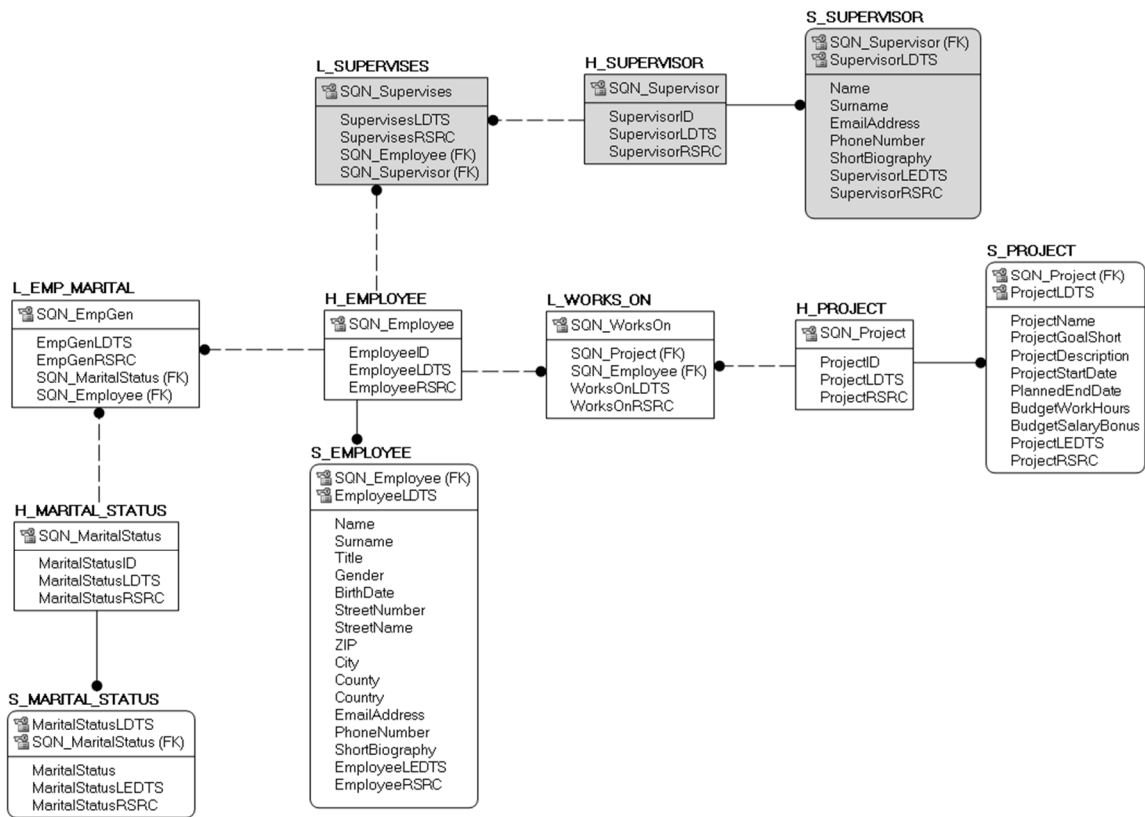 S_SUPERVISOR
SQN_Supervisor (FK)
SupervisorLDTS
Name
Surname
EmailAddress
PhoneNumber
ShortBiography
SupervisorLEDTS
SupervisorRSRC
H_SUPERVISOR
SQN_Supervisor
SupervisorID
SupervisorLDTS
SupervisorRSRC
L_SUPERVISES
SQN_Supervises
SupervisesLDTS
SupervisesRSRC
SQN_Employee (FK)
SQN_Supervisor (FK)
L_EMP_MARITAL
SQN_EmpGen
EmpGenLDTS
EmpGenRSRC
SQN_MaritalStatus (FK)
SQN_Employee (FK)
H_EMPLOYEE
SQN_Employee
EmployeeID
EmployeeLDTS
EmployeeRSRC
L_WORKS_ON
SQN_WorksOn
SQN_Project (FK)
SQN_Employee (FK)
WorksOnLDTS
WorksOnRSRC
H_PROJECT
SQN_Project
ProjectID
ProjectLDTS
ProjectRSRC
S_PROJECT
SQN_Project (FK)
ProjectLDTS
ProjectName
ProjectGoalShort
ProjectDescription
ProjectStartDate
PlannedEndDate
BudgetWorkHours
BudgetSalaryBonus
ProjectLEDTS
ProjectRSRC
H_MARITAL_STATUS
SQN_MaritalStatus
MaritalStatusID
MaritalStatusLDTS
MaritalStatusRSRC
S_EMPLOYEE
SQN_Employee (FK)
EmployeeLDTS
Name
Surname
Title
Gender
BirthDate
StreetNumber
StreetName
ZIP
City
County
Country
EmailAddress
PhoneNumber
ShortBiography
EmployeeLEDTS
EmployeeRSRC
S_MARITAL_STATUS
MaritalStatusLDTS
SQN_MaritalStatus (FK)
MaritalStatus
MaritalStatusLEDTS
MaritalStatusRSRC